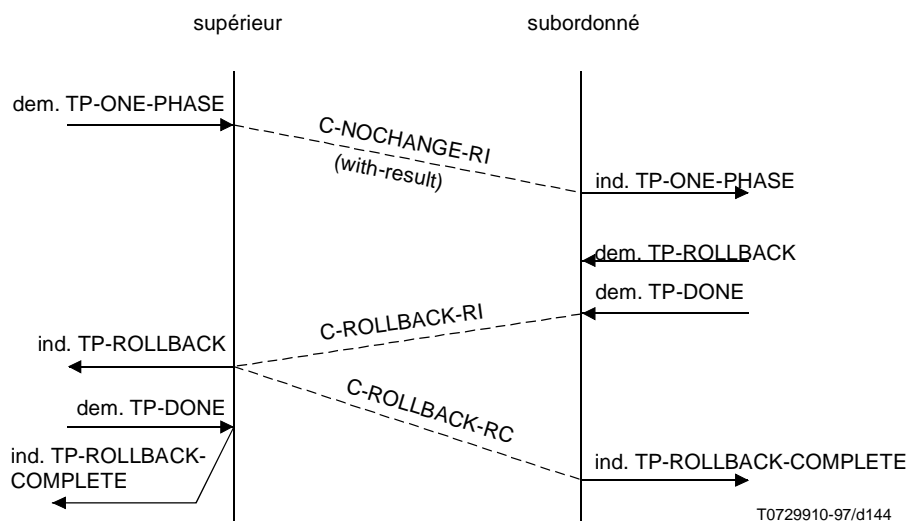 supérieur
subordonné
dem. TP-ONE-PHASE
C-NOCHANGE-RI
(with-result)
ind. TP-ONE-PHASE
dem. TP-ROLLBACK
dem. TP-DONE
C-ROLLBACK-RI
ind. TP-ROLLBACK
C-ROLLBACK-RC
dem. TP-DONE
ind. TP-ROLLBACK-
COMPLETE
ind. TP-ROLLBACK-COMPLETE
T0729910-97/d144